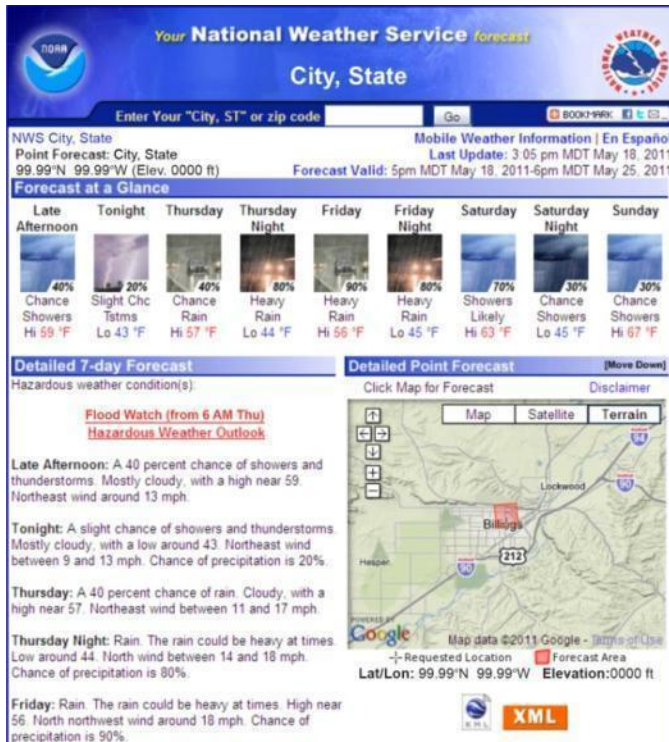 NOAA
Your National Weather Service forecast
City, State
Enter Your "City, ST" or zip code
Go
BOOKMARK
NWS City, State
Mobile Weather Information | En Español
Point Forecast: City, State
Last Update: 3:05 pm MDT May 18, 2011
99.99°N 99.99°W (Elev. 0000 ft)
Forecast Valid: 5pm MDT May 18, 2011-6pm MDT May 25, 2011
Forecast at a Glance
Late Afternoon
Tonight
Thursday
Thursday Night
Friday
Friday Night
Saturday
Saturday Night
Sunday
40% 20% 40% 80% 90% 80% 70% 30% 30%
Chance Showers
Slight Chc Tstms
Chance Rain
Heavy Rain
Heavy Rain
Heavy Rain
Showers Likely
Chance Showers
Chance Showers
Hi 59 °F Lo 43 °F Hi 57 °F Lo 44 °F Hi 56 °F Lo 45 °F Hi 63 °F Lo 45 °F Hi 67 °F
Detailed 7-day Forecast
Hazardous weather condition(s):
Flood Watch (from 6 AM Thu)
Hazardous Weather Outlook
Late Afternoon: A 40 percent chance of showers and
thunderstorms. Mostly cloudy, with a high near 59.
Northeast wind around 13 mph.
Tonight: A slight chance of showers and thunderstorms.
Mostly cloudy, with a low around 43. Northeast wind
between 9 and 13 mph. Chance of precipitation is 20%.
Thursday: A 40 percent chance of rain. Cloudy, with a
high near 57. Northeast wind between 11 and 17 mph.
Thursday Night: Rain. The rain could be heavy at times.
Low around 44. North wind between 14 and 18 mph.
Chance of precipitation is 80%.
Friday: Rain. The rain could be heavy at times. High near
56. North northwest wind around 18 mph. Chance of
precipitation is 90%.
Detailed Point Forecast
[Move Down]
Click Map for Forecast
Disclaimer
Map Satellite Terrain
94
90
Lockwood
Billings
212
Hesper
90
POWERED BY
Google
Map data ©2011 Google - Terms of Use
Requested Location
Forecast Area
Lat/Lon: 99.99°N 99.99°W Elevation:0000 ft
KML
XML